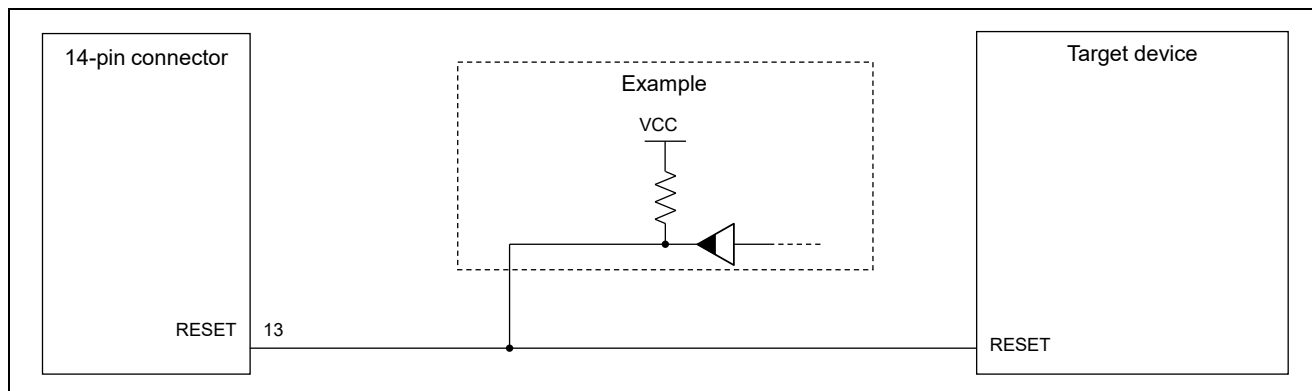 14-pin connector
Target device
Example
VCC
RESET 13
RESET